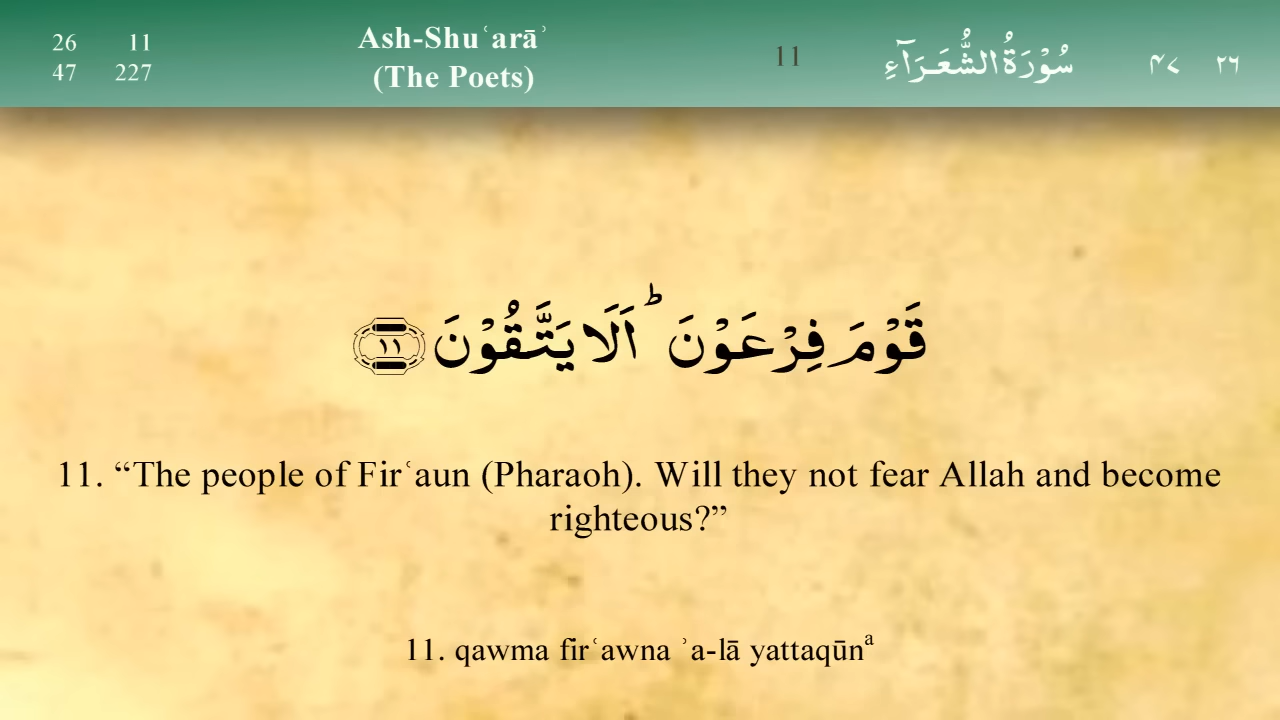 26 11
47 227
Ash-Shuʿarāʾ
(The Poets)
11
سُوْرَةُ الشُّعَرَآءِ
٤٧ ٢٦
قَوْمَ فِرْعَوْنَ ؕ اَلَا يَتَّقُوْنَ ١١
11. “The people of Firʿaun (Pharaoh). Will they not fear Allah and become
righteous?”
11. qawma firʿawna ʾa-lā yattaqūnᵃ